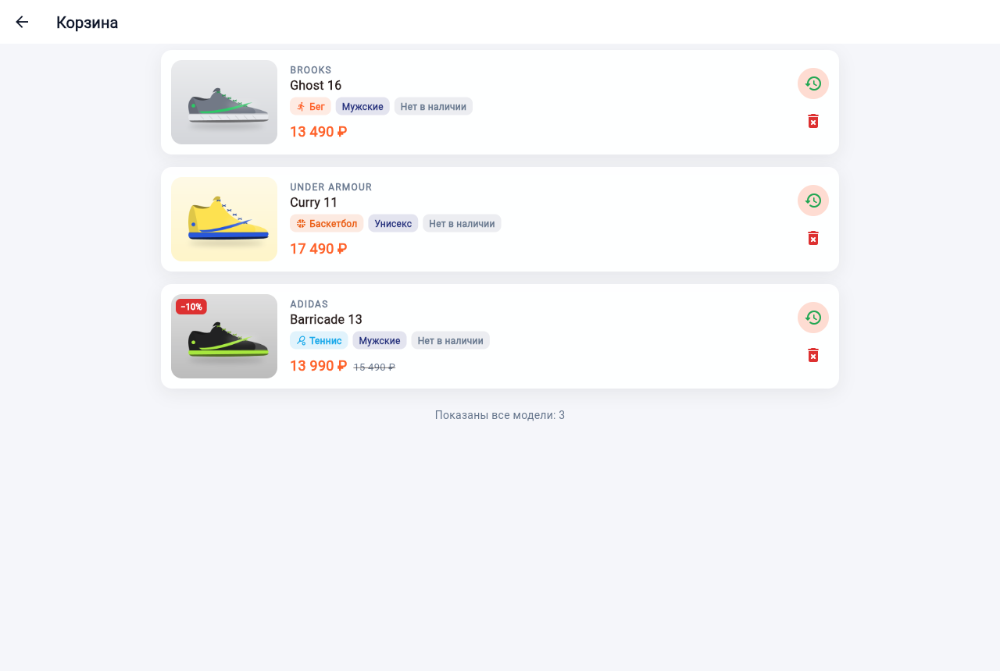 Корзина
BROOKS
Ghost 16
Бег Мужские Нет в наличии
13 490 ₽
UNDER ARMOUR
Curry 11
Баскетбол Унисекс Нет в наличии
17 490 ₽
−10%
ADIDAS
Barricade 13
Теннис Мужские Нет в наличии
13 990 ₽ 15 490 ₽
Показаны все модели: 3